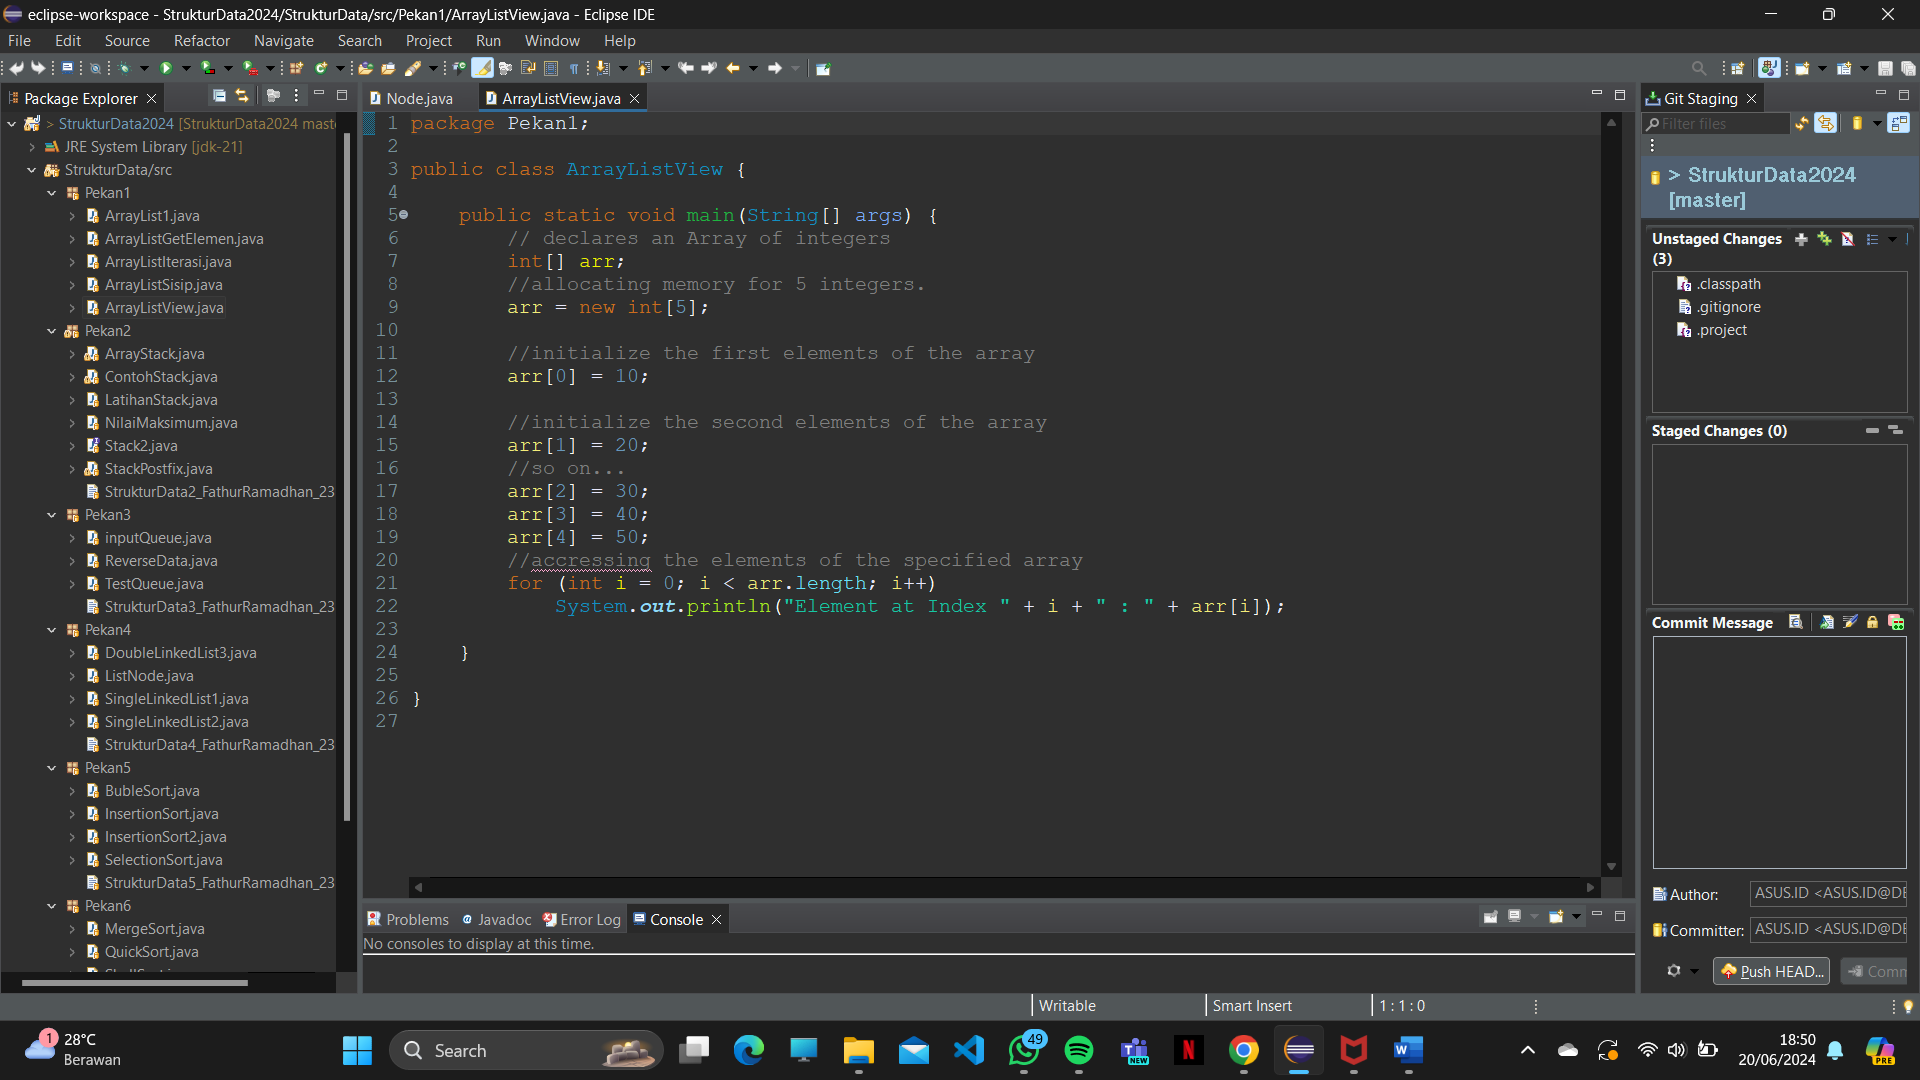 eclipse-workspace - StrukturData2024/StrukturData/src/Pekan1/ArrayListView.java - Eclipse IDE
File Edit Source Refactor Navigate Search Project Run Window Help
Package Explorer
> StrukturData2024 [StrukturData2024 mast
JRE System Library [jdk-21]
StrukturData/src
Pekan1
ArrayList1.java
ArrayListGetElemen.java
ArrayListIterasi.java
ArrayListSisip.java
ArrayListView.java
Pekan2
ArrayStack.java
ContohStack.java
LatihanStack.java
NilaiMaksimum.java
Stack2.java
StackPostfix.java
StrukturData2_FathurRamadhan_23
Pekan3
inputQueue.java
ReverseData.java
TestQueue.java
StrukturData3_FathurRamadhan_23
Pekan4
DoubleLinkedList3.java
ListNode.java
SingleLinkedList1.java
SingleLinkedList2.java
StrukturData4_FathurRamadhan_23
Pekan5
BubleSort.java
InsertionSort.java
InsertionSort2.java
SelectionSort.java
StrukturData5_FathurRamadhan_23
Pekan6
MergeSort.java
QuickSort.java
Node.java ArrayListView.java
1 package Pekan1;
2
3 public class ArrayListView {
4
5 public static void main(String[] args) {
6 // declares an Array of integers
7 int[] arr;
8 //allocating memory for 5 integers.
9 arr = new int[5];
10
11 //initialize the first elements of the array
12 arr[0] = 10;
13
14 //initialize the second elements of the array
15 arr[1] = 20;
16 //so on...
17 arr[2] = 30;
18 arr[3] = 40;
19 arr[4] = 50;
20 //accressing the elements of the specified array
21 for (int i = 0; i < arr.length; i++)
22 System.out.println("Element at Index " + i + " : " + arr[i]);
23
24 }
25
26 }
27
Problems Javadoc Error Log Console
No consoles to display at this time.
Git Staging
Filter files
> StrukturData2024
[master]
Unstaged Changes
(3)
.classpath
.gitignore
.project
Staged Changes (0)
Commit Message
Author: ASUS.ID <ASUS.ID@DE
Committer: ASUS.ID <ASUS.ID@DE
Push HEAD... Comm
Writable Smart Insert 1 : 1 : 0
1
28°C
Berawan
Search
49
NEW
N
W
18:50
20/06/2024
PRE